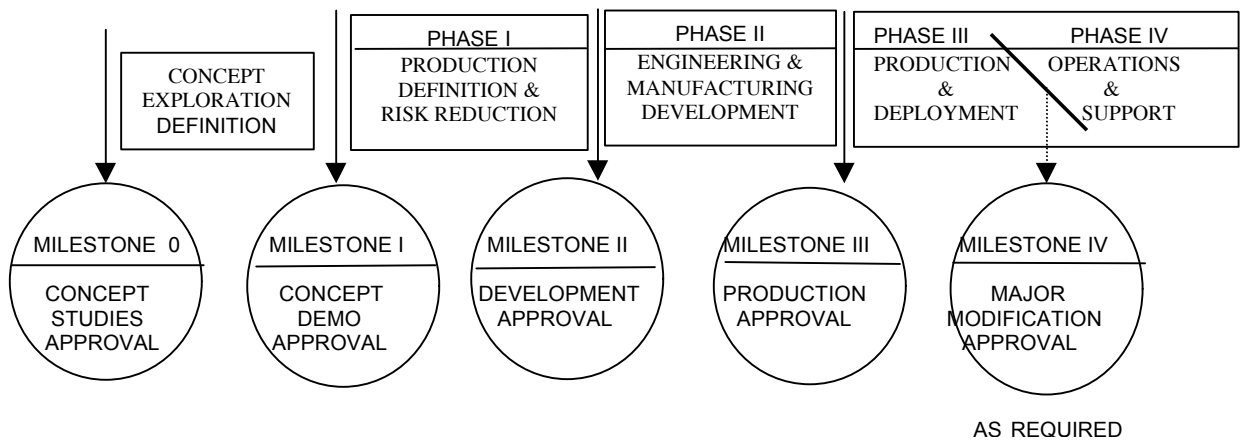 CONCEPT
EXPLORATION
DEFINITION
PHASE I
PRODUCTION
DEFINITION &
RISK REDUCTION
PHASE II
ENGINEERING &
MANUFACTURING
DEVELOPMENT
PHASE III
PRODUCTION
&
DEPLOYMENT
PHASE IV
OPERATIONS
&
SUPPORT
MILESTONE 0
CONCEPT
STUDIES
APPROVAL
MILESTONE I
CONCEPT
DEMO
APPROVAL
MILESTONE II
DEVELOPMENT
APPROVAL
MILESTONE III
PRODUCTION
APPROVAL
MILESTONE IV
MAJOR
MODIFICATION
APPROVAL
AS REQUIRED